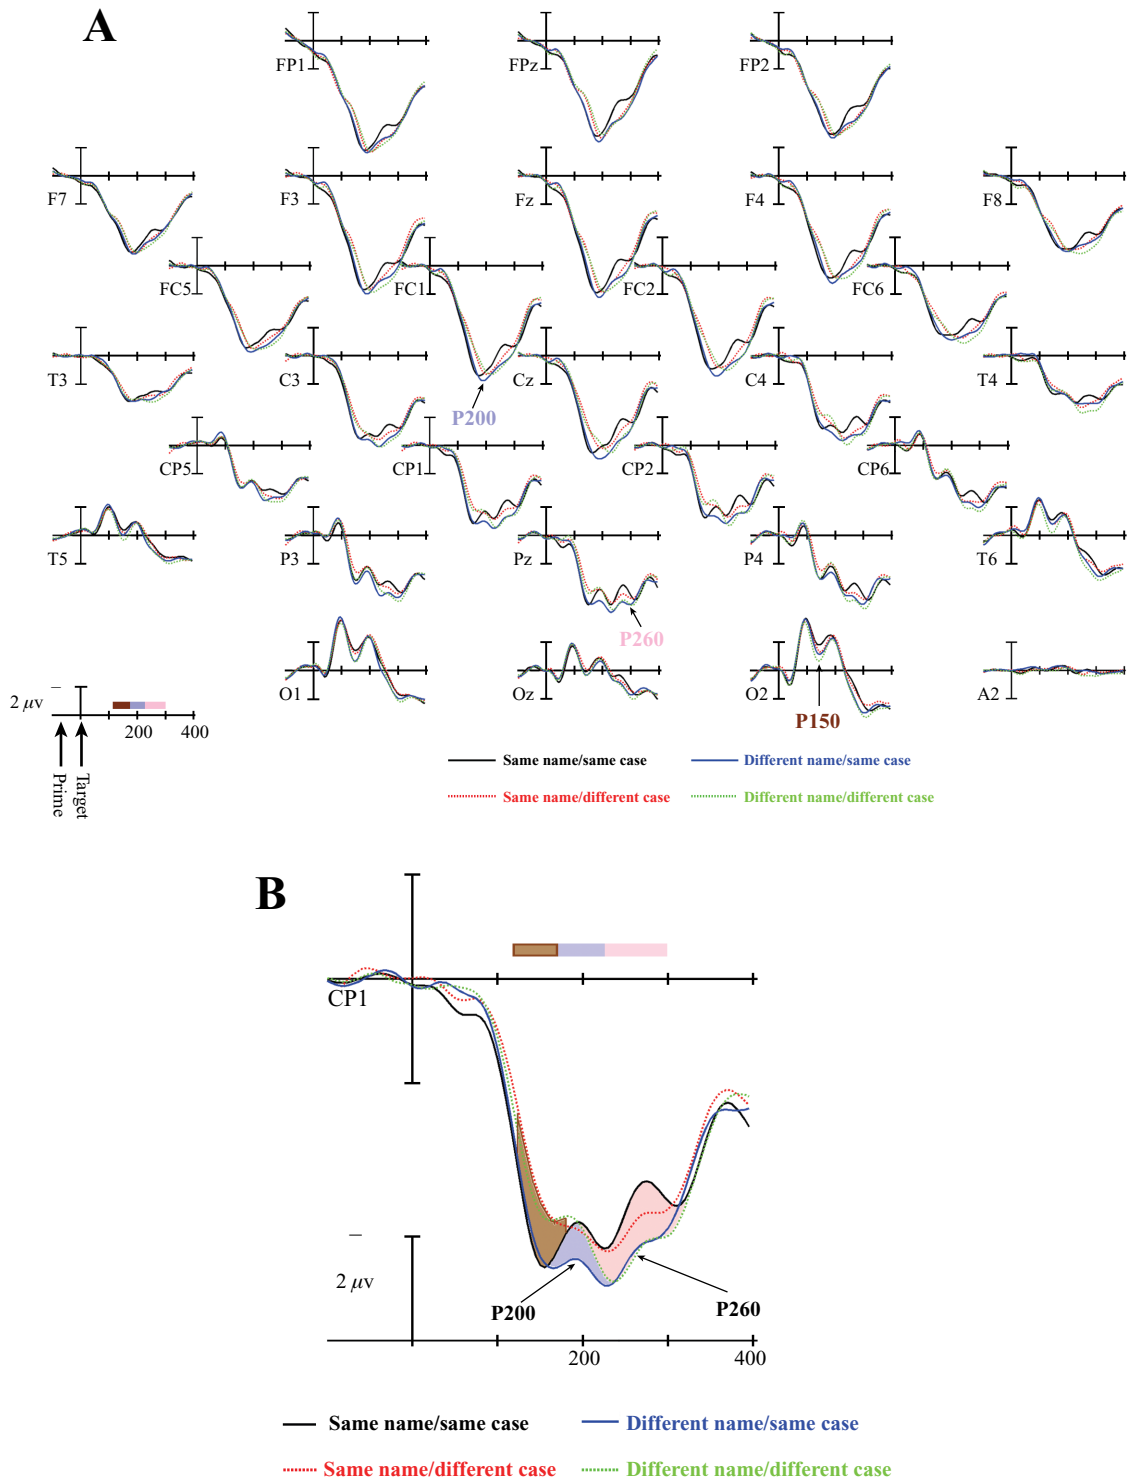 A
FP1 FPz FP2
F7 F3 Fz F4 F8
FC5 FC1 FC2 FC6
T3 C3 Cz C4 T4
P200
CP5 CP1 CP2 CP6
T5 P3 Pz P4 T6
P260
O1 Oz O2 A2
2 μv
P150
200 400
Prime
Target
Same name/same case Different name/same case
Same name/different case Different name/different case
B
CP1
2 μv
P200 P260
200 400
Same name/same case Different name/same case
Same name/different case Different name/different case